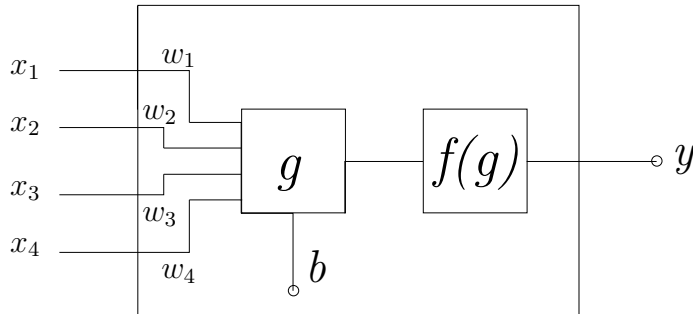 x₁ w₁
x₂ w₂
g f(g) y
x₃ w₃
x₄ w₄
b